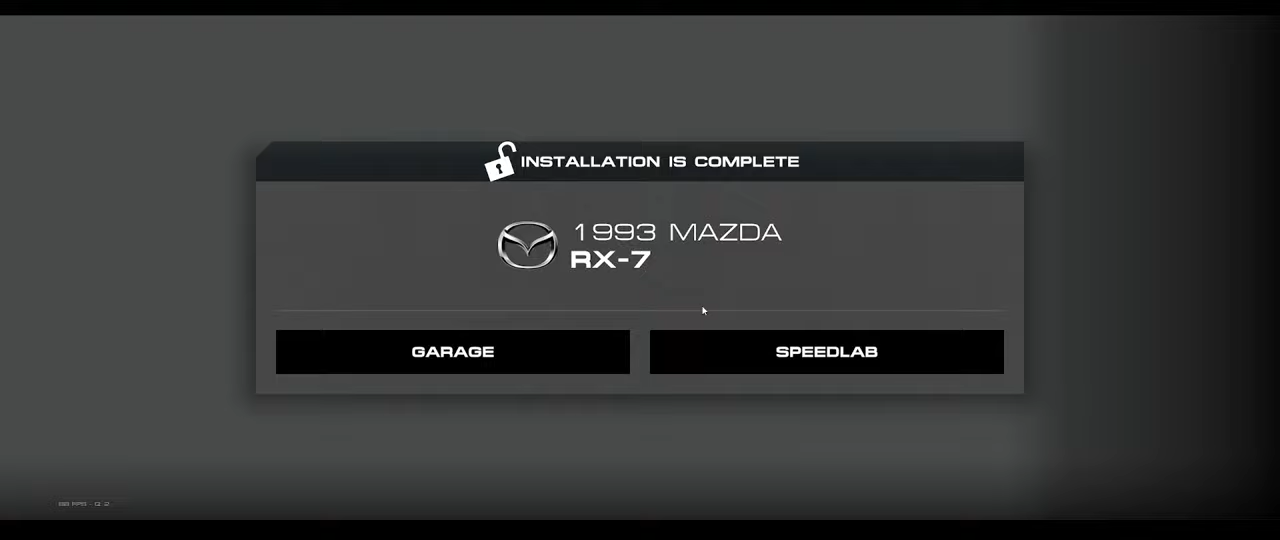 INSTALLATION IS COMPLETE
1993 MAZDA
RX-7
GARAGE
SPEEDLAB